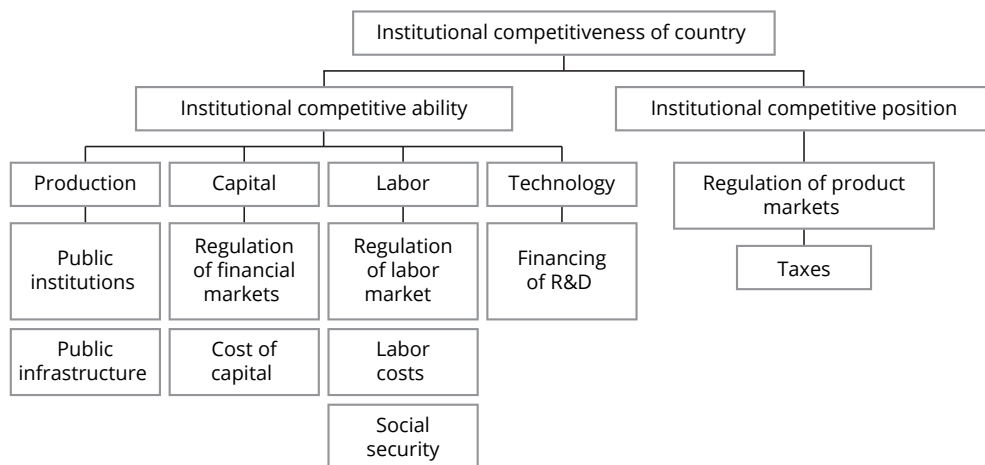 Institutional competitiveness of country
Institutional competitive ability
Institutional competitive position
Production
Capital
Labor
Technology
Regulation of product
markets
Public
institutions
Regulation
of financial
markets
Regulation
of labor
market
Financing
of R&D
Taxes
Public
infrastructure
Cost of
capital
Labor
costs
Social
security